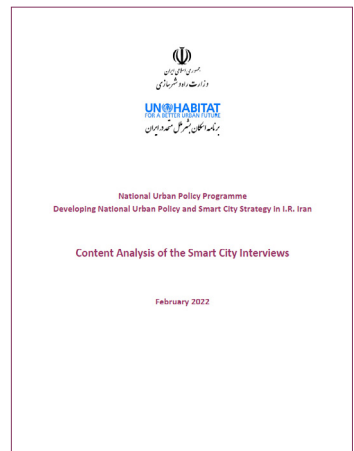 جمهوری اسلامی ایران
وزارت راه و شهرسازی
UN HABITAT
FOR A BETTER URBAN FUTURE
برنامه اسکان بشر ملل متحد در ایران
National Urban Policy Programme
Developing National Urban Policy and Smart City Strategy in I.R. Iran
Content Analysis of the Smart City Interviews
February 2022